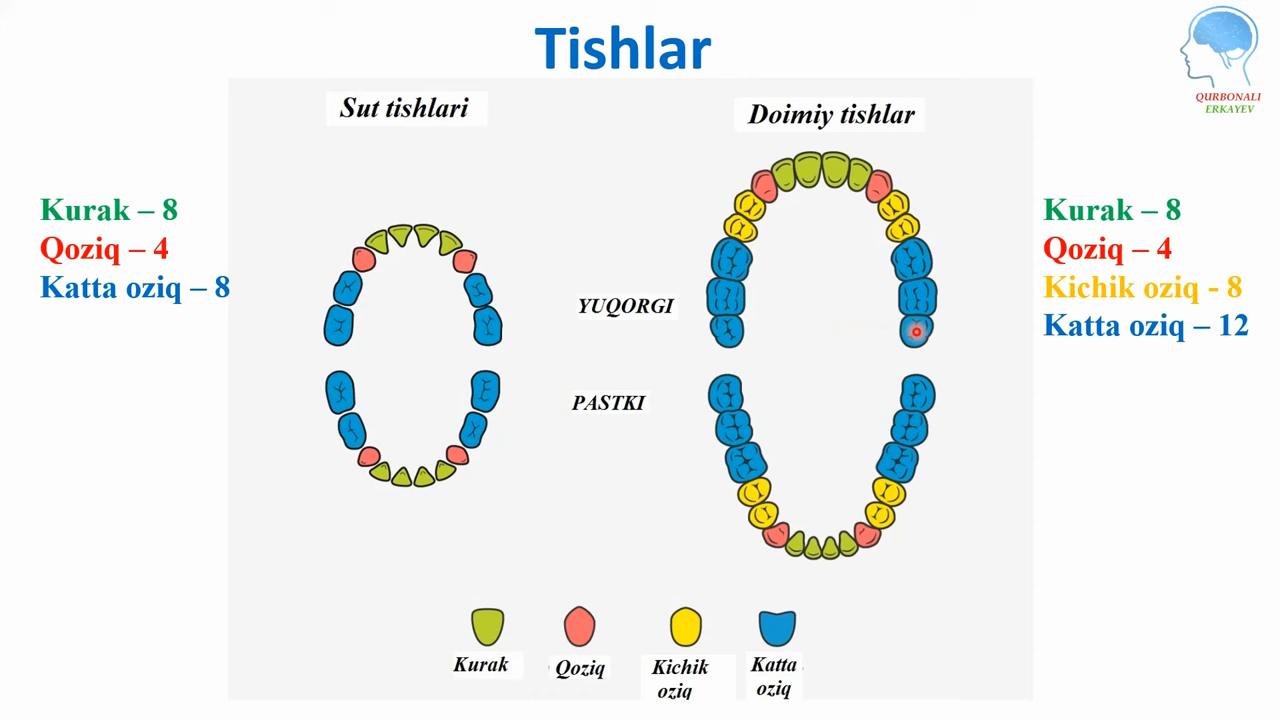 Tishlar
QURBONALI
ERKAYEV
Sut tishlari
Doimiy tishlar
Kurak – 8
Qoziq – 4
Katta oziq – 8
Kurak – 8
Qoziq – 4
Kichik oziq - 8
Katta oziq – 12
YUQORGI
PASTKI
Kurak
Qoziq
Kichik
oziq
Katta
oziq